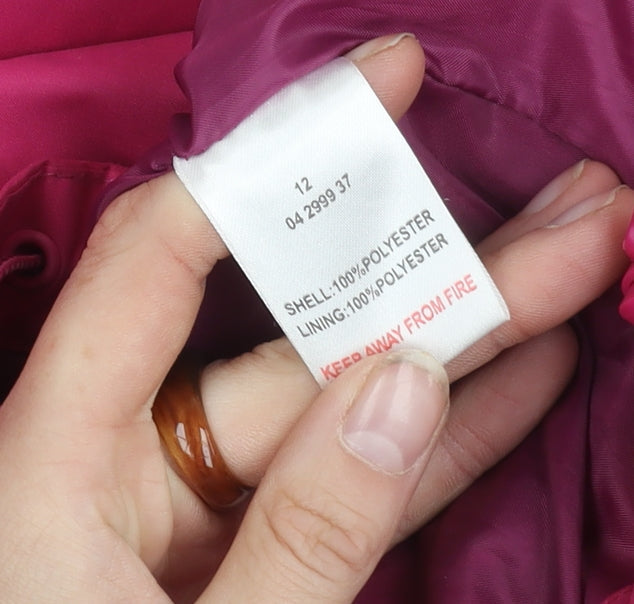 12
04 2999 37
SHELL:100%POLYESTER
LINING:100%POLYESTER
KEEP AWAY FROM FIRE